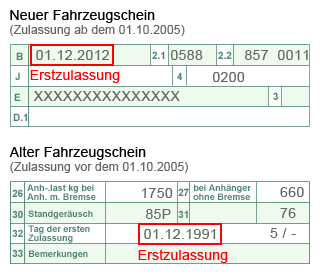 Neuer Fahrzeugschein
(Zulassung ab dem 01.10.2005)
B 01.12.2012 2.1 0588 2.2 857 0011
J Erstzulassung 4 0200
E XXXXXXXXXXXXXXX 3
D.1
Alter Fahrzeugschein
(Zulassung vor dem 01.10.2005)
26 Anh.-last kg bei Anh. m. Bremse 1750 27 bei Anhänger ohne Bremse 660
30 Standgeräusch 85P 31 76
32 Tag der ersten Zulassung 01.12.1991 5 / -
33 Bemerkungen Erstzulassung